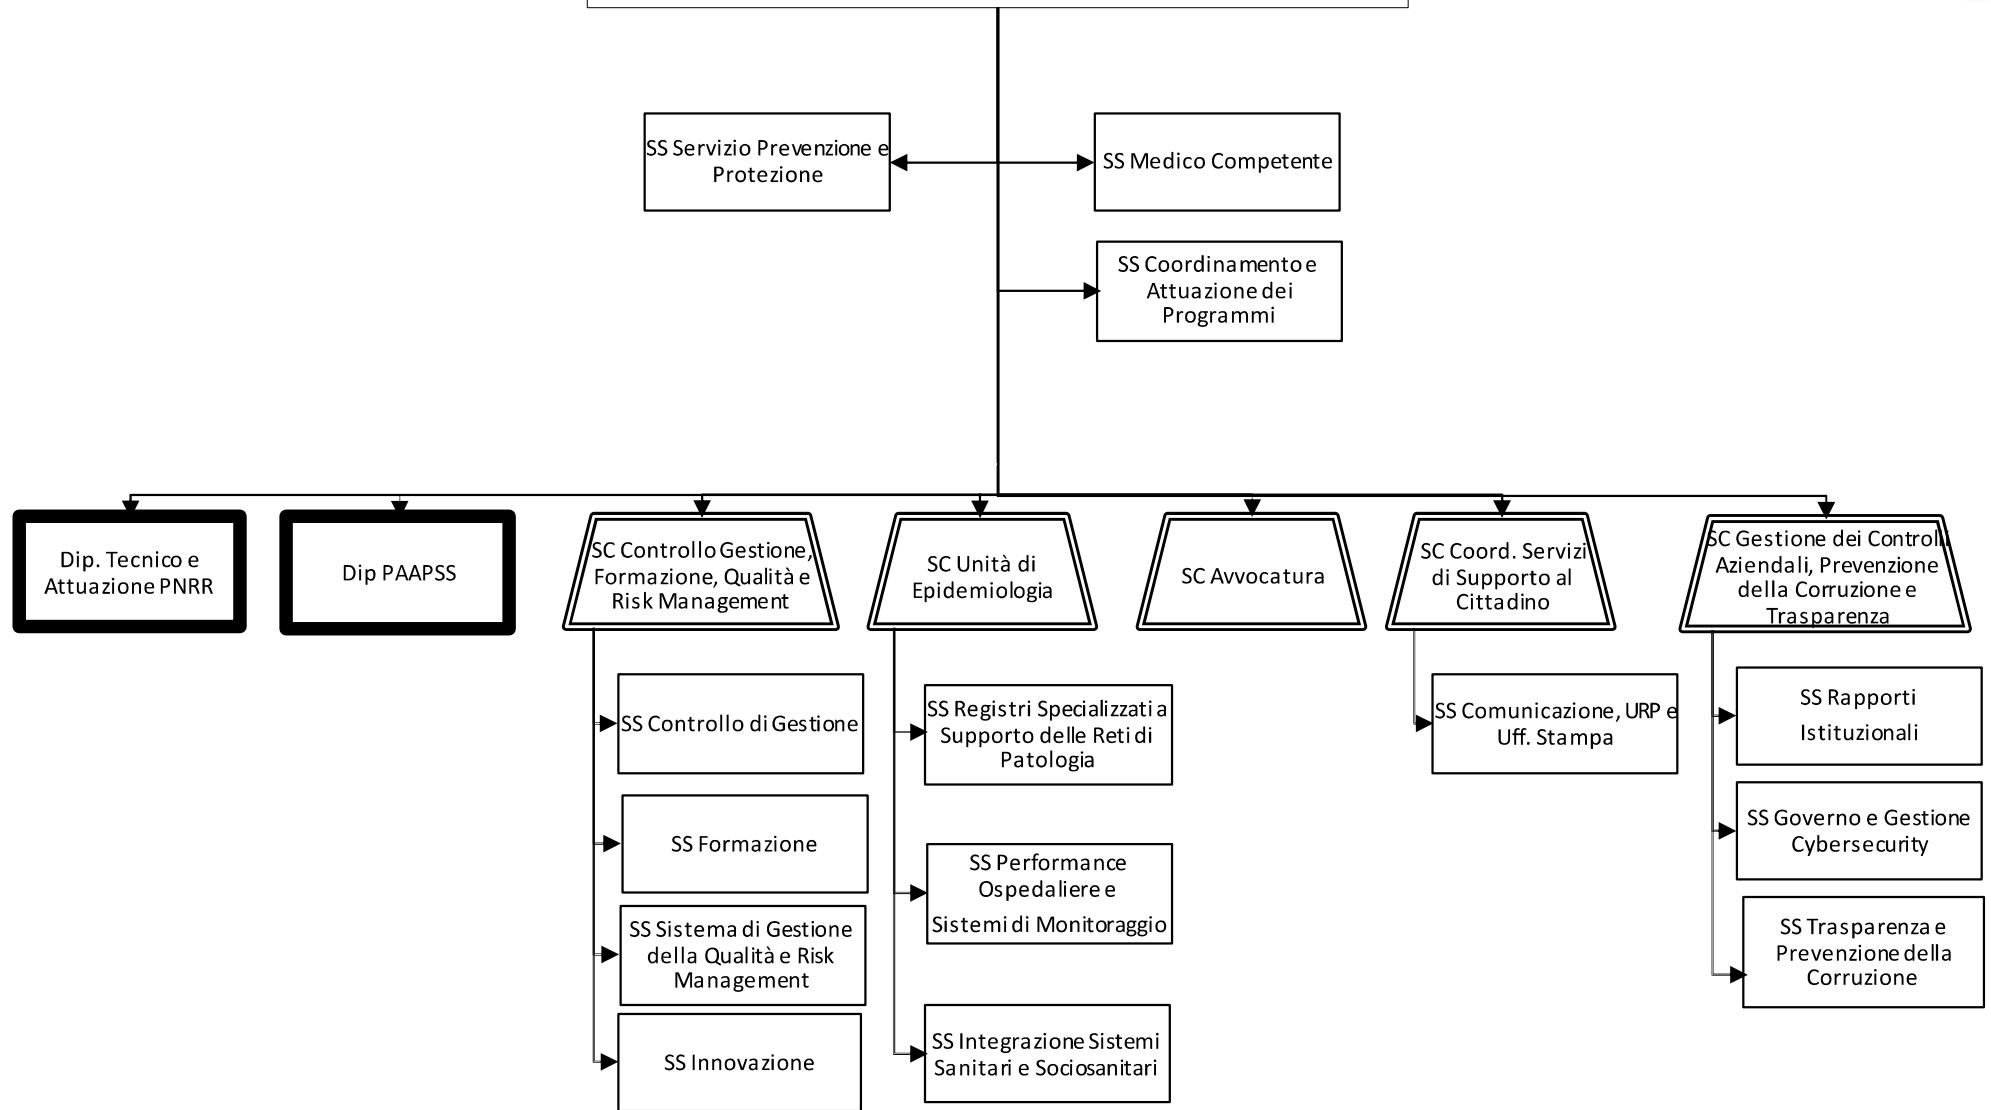 SS Servizio Prevenzione e
Protezione
SS Medico Competente
SS Coordinamento e
Attuazione dei
Programmi
Dip. Tecnico e
Attuazione PNRR
Dip PAAPSS
SC Controllo Gestione,
Formazione, Qualità e
Risk Management
SC Unità di
Epidemiologia
SC Avvocatura
SC Coord. Servizi
di Supporto al
Cittadino
SC Gestione dei Controlli
Aziendali, Prevenzione
della Corruzione e
Trasparenza
SS Controllo di Gestione
SS Formazione
SS Sistema di Gestione
della Qualità e Risk
Management
SS Innovazione
SS Registri Specializzati a
Supporto delle Reti di
Patologia
SS Performance
Ospedaliere e
Sistemi di Monitoraggio
SS Integrazione Sistemi
Sanitari e Sociosanitari
SS Comunicazione, URP e
Uff. Stampa
SS Rapporti
Istituzionali
SS Governo e Gestione
Cybersecurity
SS Trasparenza e
Prevenzione della
Corruzione